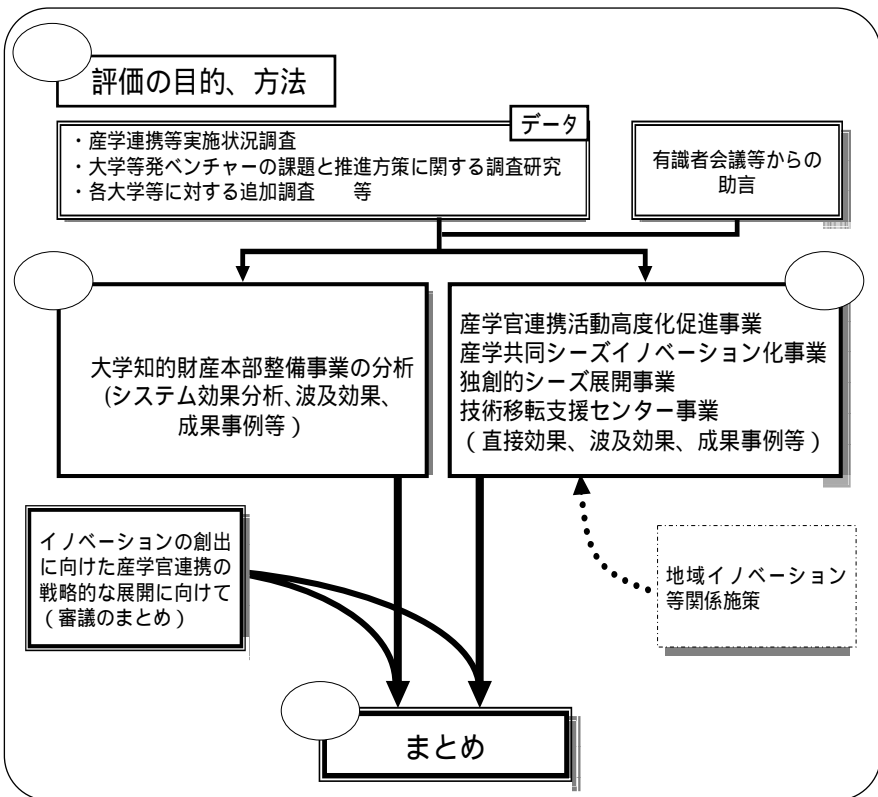 評価の目的、方法
データ
・産学連携等実施状況調査
・大学等発ベンチャーの課題と推進方策に関する調査研究
・各大学等に対する追加調査　　等
有識者会議等からの
助言
大学知的財産本部整備事業の分析
(システム効果分析、波及効果、
成果事例等）
産学官連携活動高度化促進事業
産学共同シーズイノベーション化事業
独創的シーズ展開事業
技術移転支援センター事業
（直接効果、波及効果、成果事例等）
イノベーションの創出
に向けた産学官連携の
戦略的な展開に向けて
（審議のまとめ）
地域イノベーション
等関係施策
まとめ